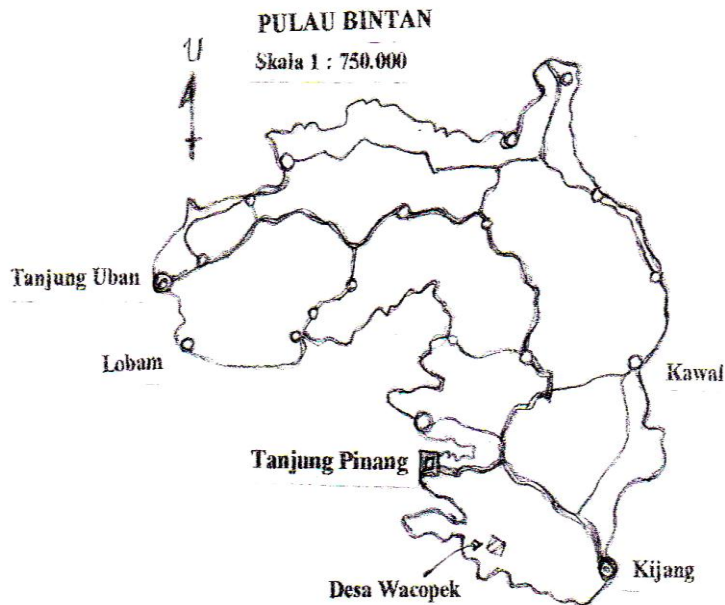 PULAU BINTAN
Skala 1 : 750.000
U
Tanjung Uban
Lobam
Kawal
Tanjung Pinang
Desa Wacopek
Kijang